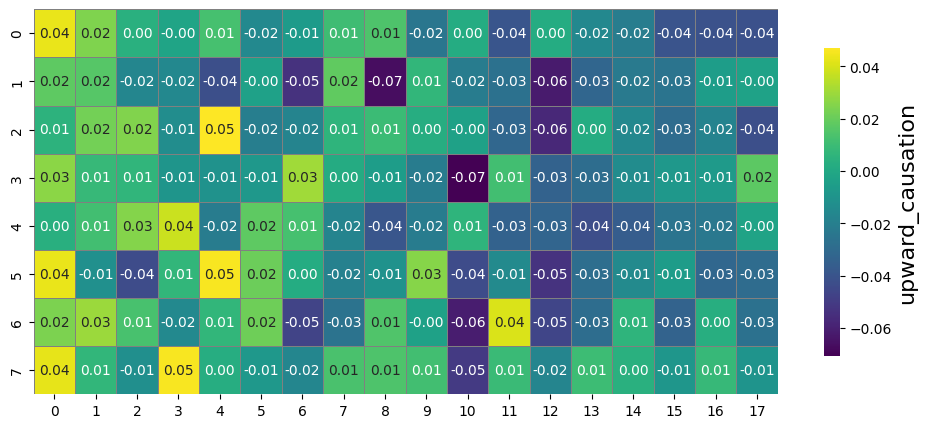 0 0.04 0.02 0.00 -0.00 0.01 -0.02 -0.01 0.01 0.01 -0.02 0.00 -0.04 0.00 -0.02 -0.02 -0.04 -0.04 -0.04
1 0.02 0.02 -0.02 -0.02 -0.04 -0.00 -0.05 0.02 -0.07 0.01 -0.02 -0.03 -0.06 -0.03 -0.02 -0.03 -0.01 -0.00
2 0.01 0.02 0.02 -0.01 0.05 -0.02 -0.02 0.01 0.01 0.00 -0.00 -0.03 -0.06 0.00 -0.02 -0.03 -0.02 -0.04
3 0.03 0.01 0.01 -0.01 -0.01 -0.01 0.03 0.00 -0.01 -0.02 -0.07 0.01 -0.03 -0.03 -0.01 -0.01 -0.01 0.02
4 0.00 0.01 0.03 0.04 -0.02 0.02 0.01 -0.02 -0.04 -0.02 0.01 -0.03 -0.03 -0.04 -0.04 -0.03 -0.02 -0.00
5 0.04 -0.01 -0.04 0.01 0.05 0.02 0.00 -0.02 -0.01 0.03 -0.04 -0.01 -0.05 -0.02 -0.01 -0.01 -0.03 -0.03
6 0.02 0.03 0.01 -0.02 0.01 0.02 -0.05 -0.03 0.01 -0.00 -0.06 0.04 -0.05 -0.03 0.01 -0.03 0.00 -0.03
7 0.04 0.01 -0.01 0.05 0.00 -0.01 -0.02 0.01 0.01 0.01 -0.05 0.01 -0.02 0.01 0.00 -0.01 0.01 -0.01
0 1 2 3 4 5 6 7 8 9 10 11 12 13 14 15 16 17
0.04
0.02
0.00
−0.02
−0.04
−0.06
upward_causation